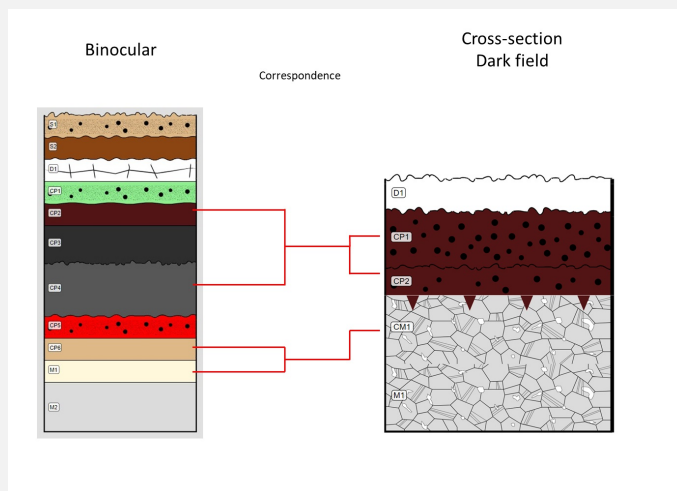 Binocular
Correspondence
Cross-section
Dark field
S1
S2
D1
CP1
CP2
CP3
CP4
CP5
CP6
M1
M2
D1
CP1
CP2
CM1
M1